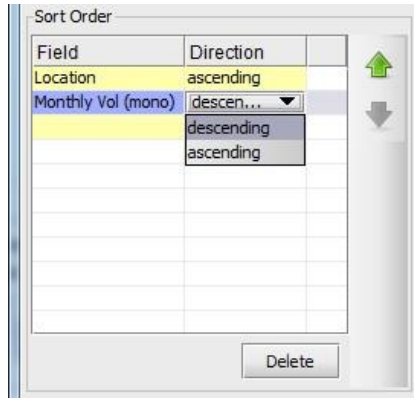 Sort Order
Field Direction
Location ascending
Monthly Vol (mono) descen...
descending
ascending
Delete